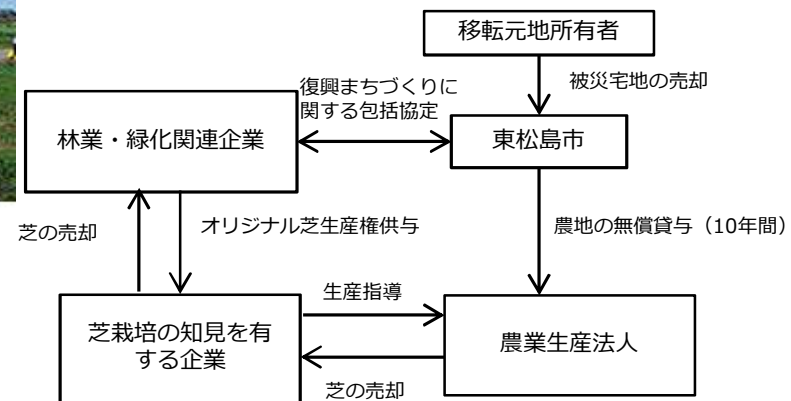 移転元地所有者
被災宅地の売却
復興まちづくりに
関する包括協定
林業・緑化関連企業
東松島市
芝の売却
オリジナル芝生産権供与
農地の無償貸与（10年間）
生産指導
芝栽培の知見を有
する企業
農業生産法人
芝の売却